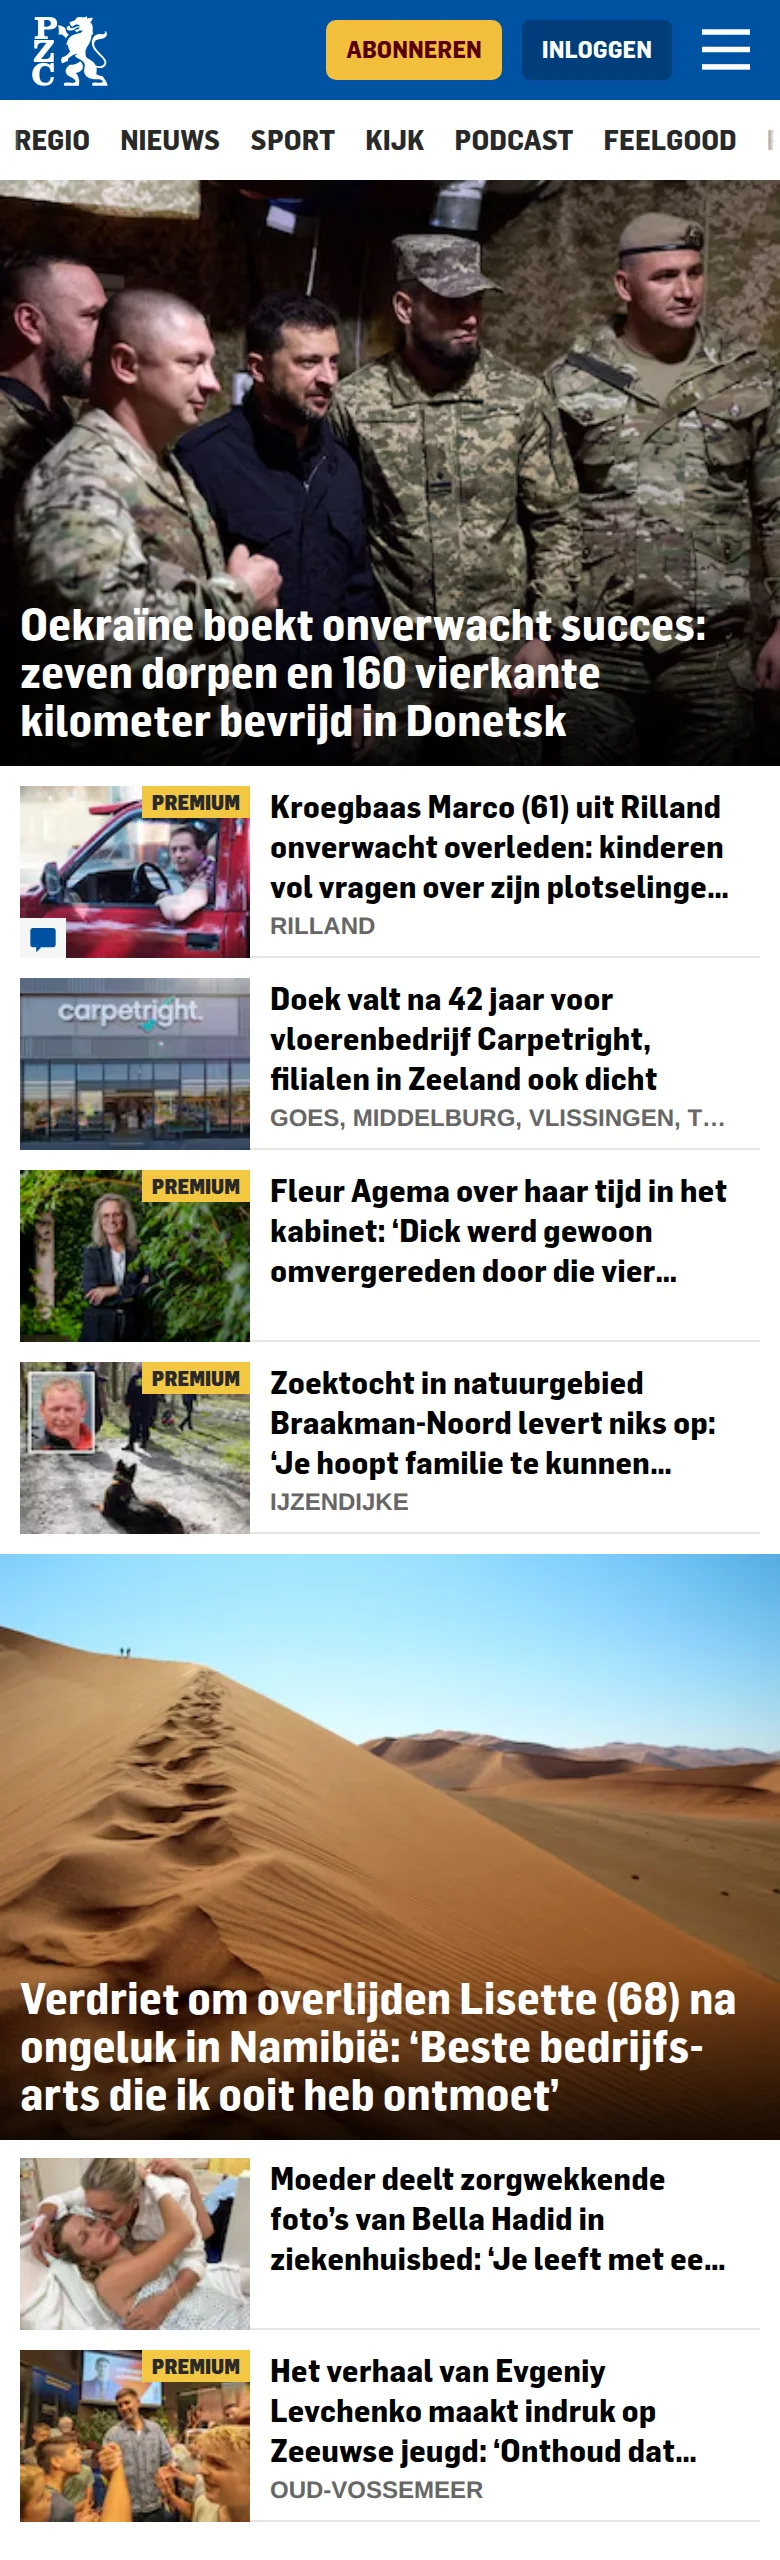 PZC
ABONNEREN
INLOGGEN
REGIO NIEUWS SPORT KIJK PODCAST FEELGOOD
Oekraïne boekt onverwacht succes:
zeven dorpen en 160 vierkante
kilometer bevrijd in Donetsk
PREMIUM
Kroegbaas Marco (61) uit Rilland
onverwacht overleden: kinderen
vol vragen over zijn plotselinge...
RILLAND
carpetright.
Doek valt na 42 jaar voor
vloerenbedrijf Carpetright,
filialen in Zeeland ook dicht
GOES, MIDDELBURG, VLISSINGEN, T...
PREMIUM
Fleur Agema over haar tijd in het
kabinet: ‘Dick werd gewoon
omvergereden door die vier...
PREMIUM
Zoektocht in natuurgebied
Braakman-Noord levert niks op:
‘Je hoopt familie te kunnen...
IJZENDIJKE
Verdriet om overlijden Lisette (68) na
ongeluk in Namibië: ‘Beste bedrijfs-
arts die ik ooit heb ontmoet’
Moeder deelt zorgwekkende
foto’s van Bella Hadid in
ziekenhuisbed: ‘Je leeft met ee...
PREMIUM
Het verhaal van Evgeniy
Levchenko maakt indruk op
Zeeuwse jeugd: ‘Onthoud dat...
OUD-VOSSEMEER